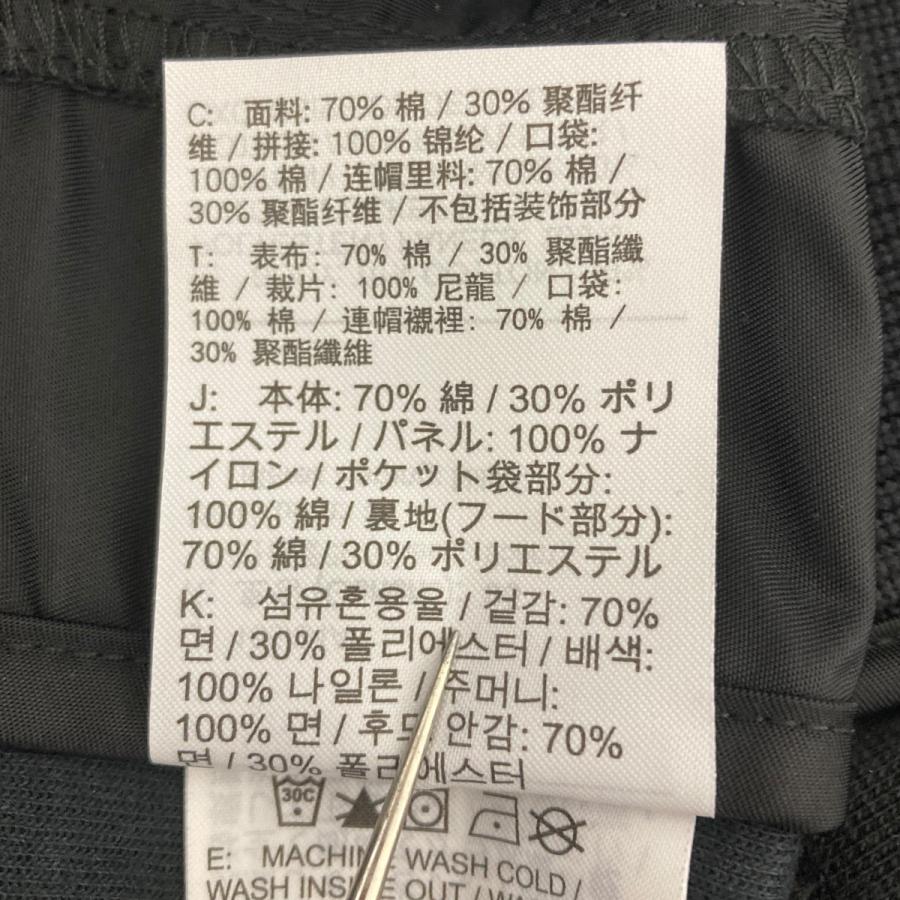 C: 面料: 70% 棉 / 30% 聚酯纤
维 / 拼接: 100% 锦纶 / 口袋:
100% 棉 / 连帽里料: 70% 棉 /
30% 聚酯纤维 / 不包括装饰部分
T: 表布: 70% 棉 / 30% 聚酯纖
維 / 裁片: 100% 尼龍 / 口袋:
100% 棉 / 連帽襯裡: 70% 棉 /
30% 聚酯纖維
J: 本体: 70% 綿 / 30% ポリ
エステル / パネル: 100% ナ
イロン / ポケット袋部分:
100% 綿 / 裏地(フード部分):
70% 綿 / 30% ポリエステル
K: 섬유혼용율 / 겉감: 70%
면 / 30% 폴리에스터 / 배색:
100% 나일론 / 주머니:
100% 면 / 후드 안감: 70%
면 / 30% 폴리에스터
30C
E: MACHINE WASH COLD /
WASH INSIDE OUT /